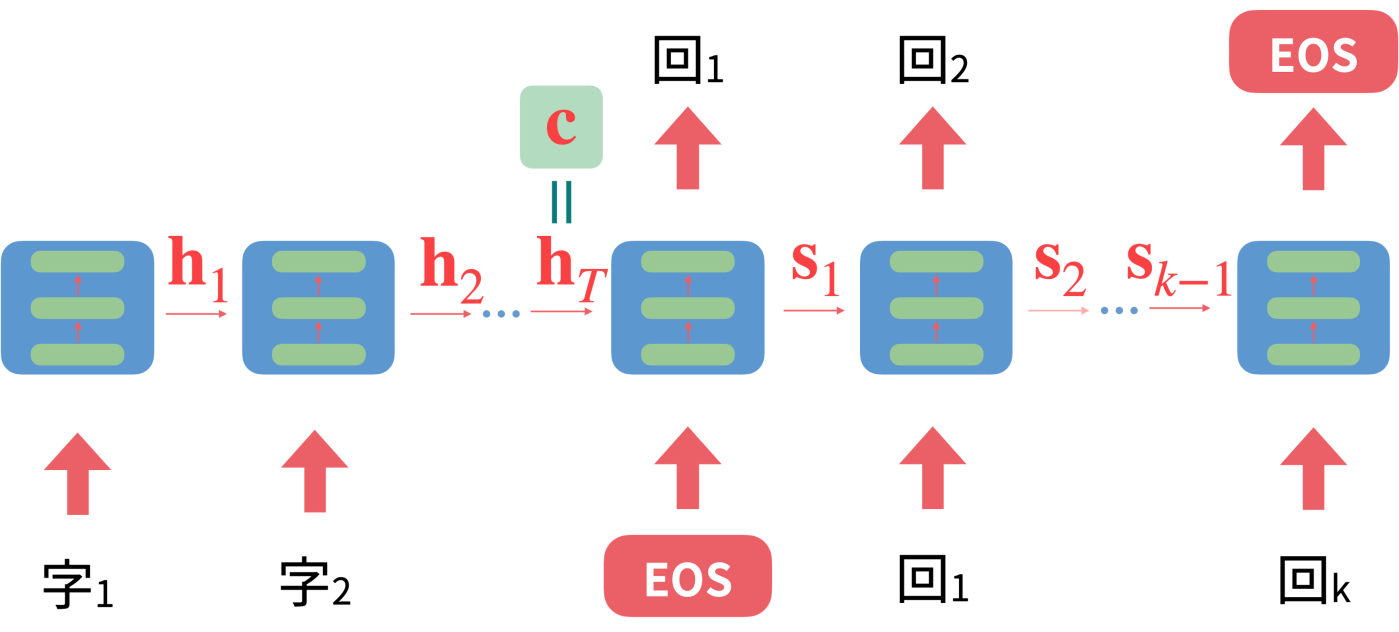 回1 回2 EOS
c
h1 h2 ... hT s1 s2 ... sk−1
字1 字2 EOS 回1 回k